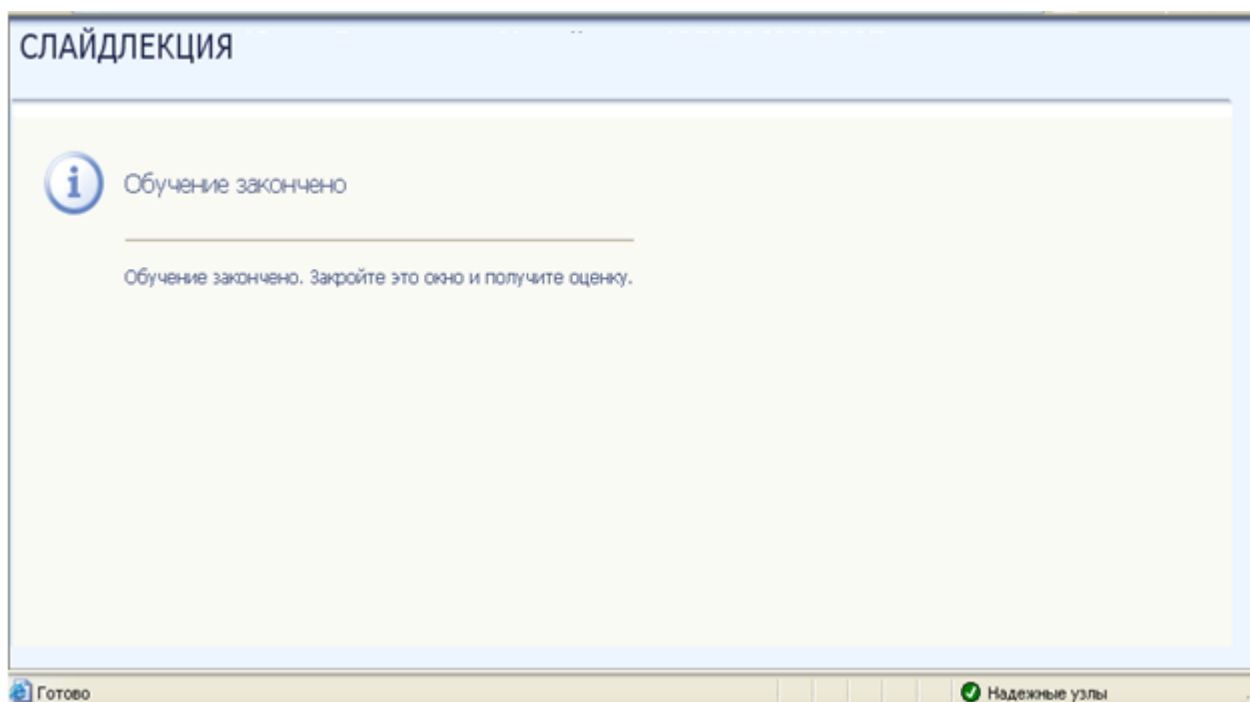 СЛАЙДЛЕКЦИЯ
Обучение закончено
Обучение закончено. Закройте это окно и получите оценку.
Готово
Надежные узлы